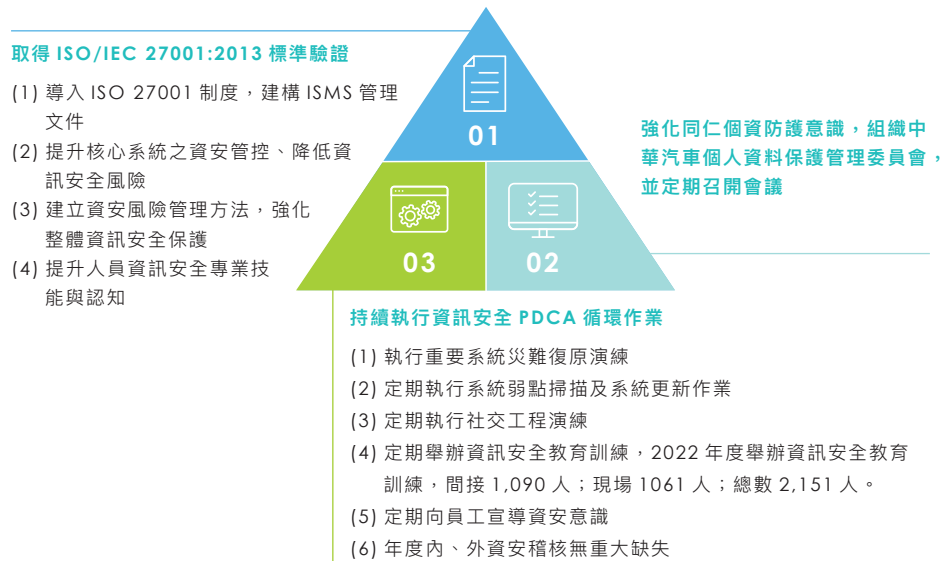 取得 ISO/IEC 27001:2013 標準驗證
(1) 導入 ISO 27001 制度，建構 ISMS 管理
文件
(2) 提升核心系統之資安管控、降低資
訊安全風險
(3) 建立資安風險管理方法，強化
整體資訊安全保護
(4) 提升人員資訊安全專業技
能與認知
01
強化同仁個資防護意識，組織中
華汽車個人資料保護管理委員會，
並定期召開會議
03
02
持續執行資訊安全 PDCA 循環作業
(1) 執行重要系統災難復原演練
(2) 定期執行系統弱點掃描及系統更新作業
(3) 定期執行社交工程演練
(4) 定期舉辦資訊安全教育訓練，2022 年度舉辦資訊安全教育
訓練，間接 1,090 人；現場 1061 人；總數 2,151 人。
(5) 定期向員工宣導資安意識
(6) 年度內、外資安稽核無重大缺失